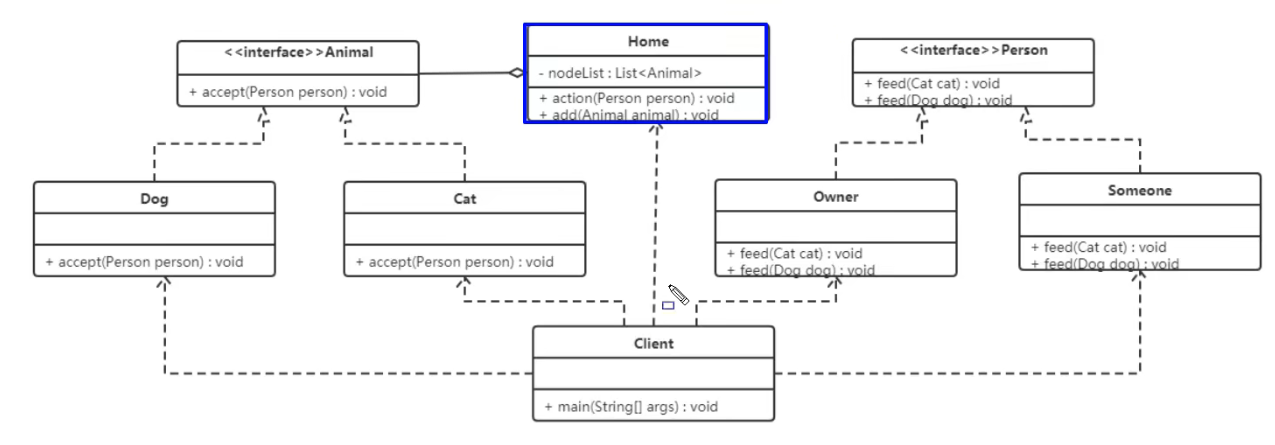 <<interface>>Animal
+ accept(Person person) : void
Home
- nodeList : List<Animal>
+ action(Person person) : void
+ add(Animal animal) : void
<<interface>>Person
+ feed(Cat cat) : void
+ feed(Dog dog) : void
Dog
+ accept(Person person) : void
Cat
+ accept(Person person) : void
Owner
+ feed(Cat cat) : void
+ feed(Dog dog) : void
Someone
+ feed(Cat cat) : void
+ feed(Dog dog) : void
Client
+ main(String[] args) : void